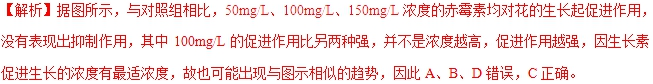 【解析】据图所示，与对照组相比，50mg/L、100mg/L、150mg/L 浓度的赤霉素均对花的生长起促进作用，
没有表现出抑制作用，其中 100mg/L 的促进作用比另两种强，并不是浓度越高，促进作用越强，因生长素
促进生长的浓度有最适浓度，故也可能出现与图示相似的趋势，因此 A、B、D 错误，C 正确。